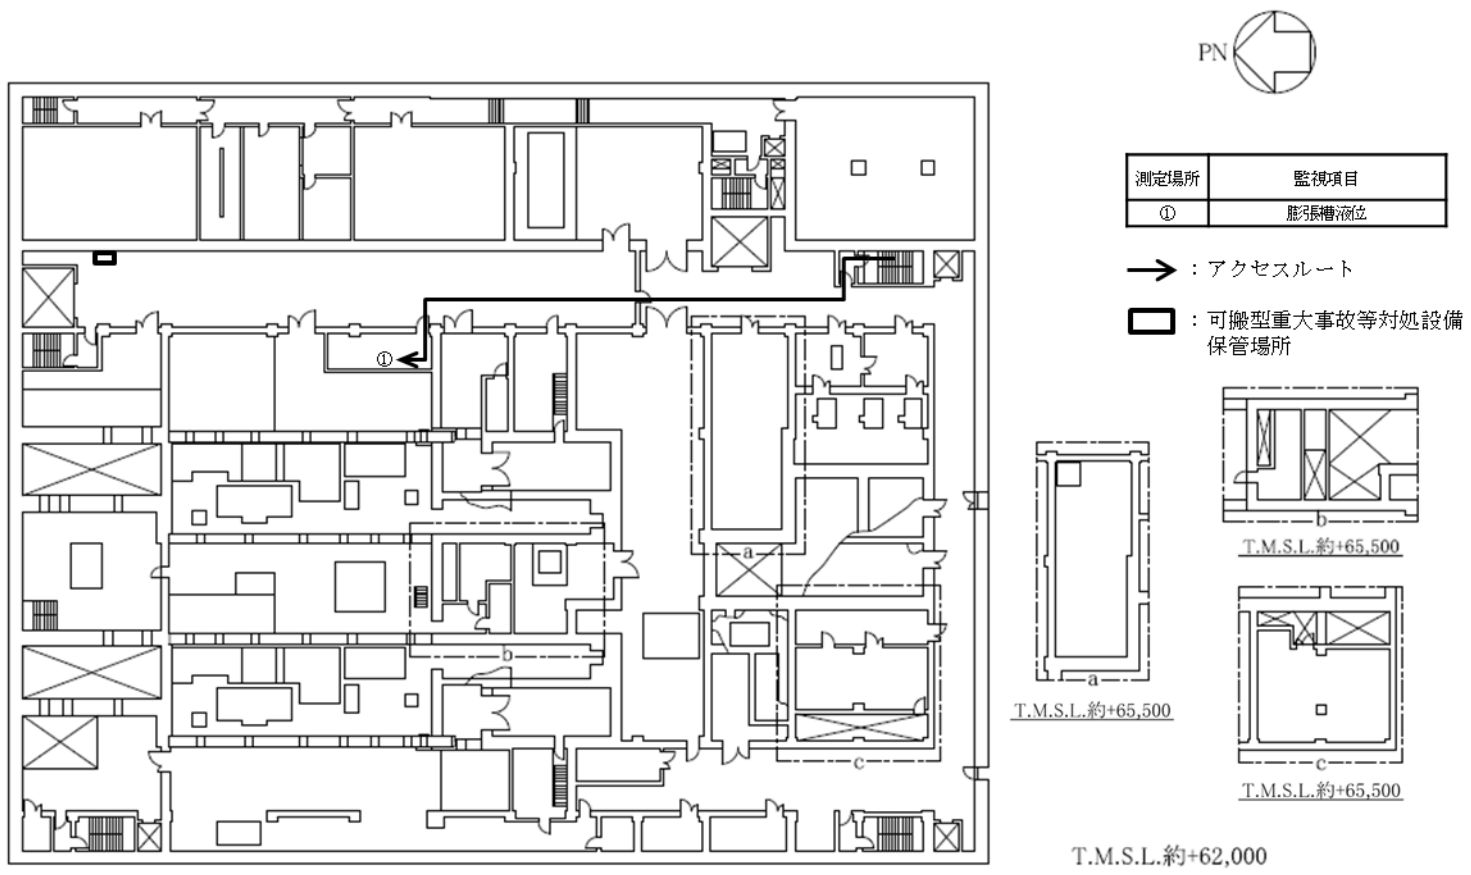 PN
測定場所 監視項目
① 膨張槽液位
：アクセスルート
：可搬型重大事故等対処設備
保管場所
①
a
b
c
a
T.M.S.L.約+65,500
b
T.M.S.L.約+65,500
c
T.M.S.L.約+65,500
T.M.S.L.約+62,000